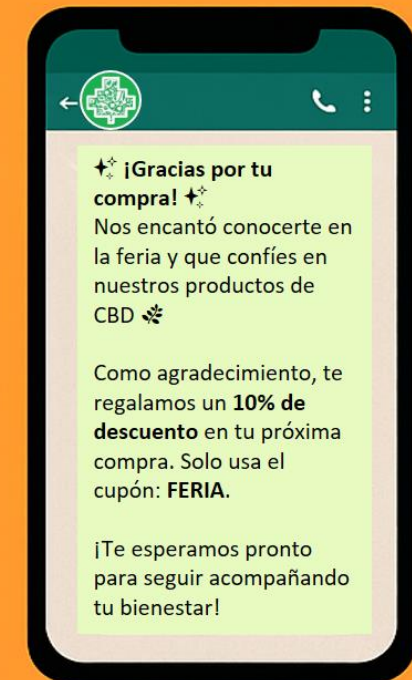 ¡Gracias por tu
compra!
Nos encantó conocerte en
la feria y que confíes en
nuestros productos de
CBD
Como agradecimiento, te
regalamos un 10% de
descuento en tu próxima
compra. Solo usa el
cupón: FERIA.
¡Te esperamos pronto
para seguir acompañando
tu bienestar!